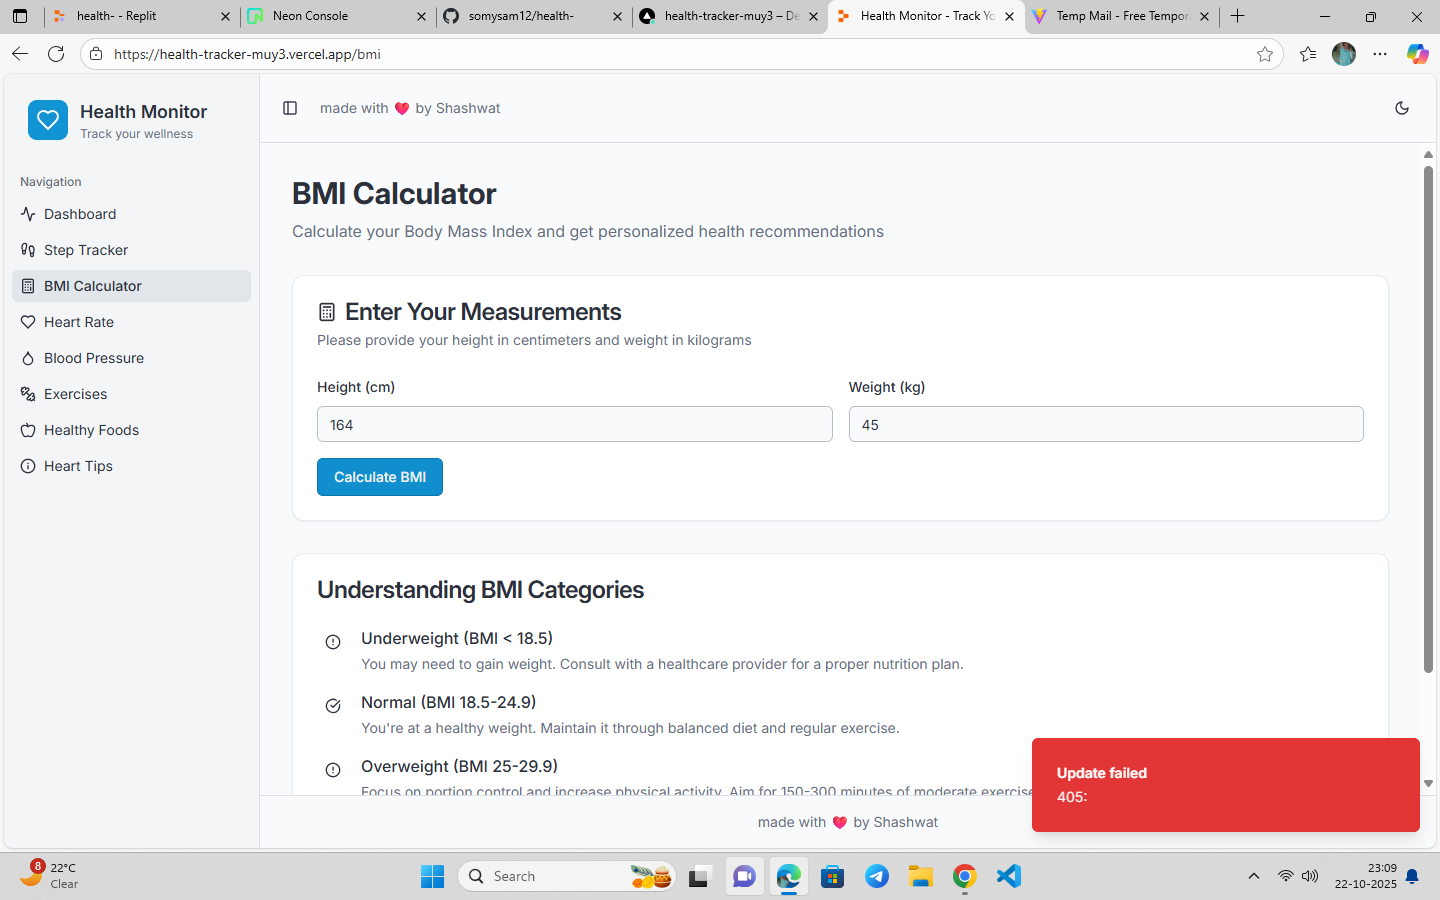 health- - Replit
Neon Console
somysam12/health-
health-tracker-muy3 – De
Health Monitor - Track Yo
Temp Mail - Free Tempor
https://health-tracker-muy3.vercel.app/bmi
Health Monitor
Track your wellness
made with ❤️ by Shashwat
Navigation
Dashboard
Step Tracker
BMI Calculator
Heart Rate
Blood Pressure
Exercises
Healthy Foods
Heart Tips
BMI Calculator
Calculate your Body Mass Index and get personalized health recommendations
Enter Your Measurements
Please provide your height in centimeters and weight in kilograms
Height (cm)
Weight (kg)
164
45
Calculate BMI
Understanding BMI Categories
Underweight (BMI < 18.5)
You may need to gain weight. Consult with a healthcare provider for a proper nutrition plan.
Normal (BMI 18.5-24.9)
You're at a healthy weight. Maintain it through balanced diet and regular exercise.
Overweight (BMI 25-29.9)
Focus on portion control and increase physical activity. Aim for 150-300 minutes of moderate exercise
Update failed
405:
made with ❤️ by Shashwat
8
22°C
Clear
Search
23:09
22-10-2025